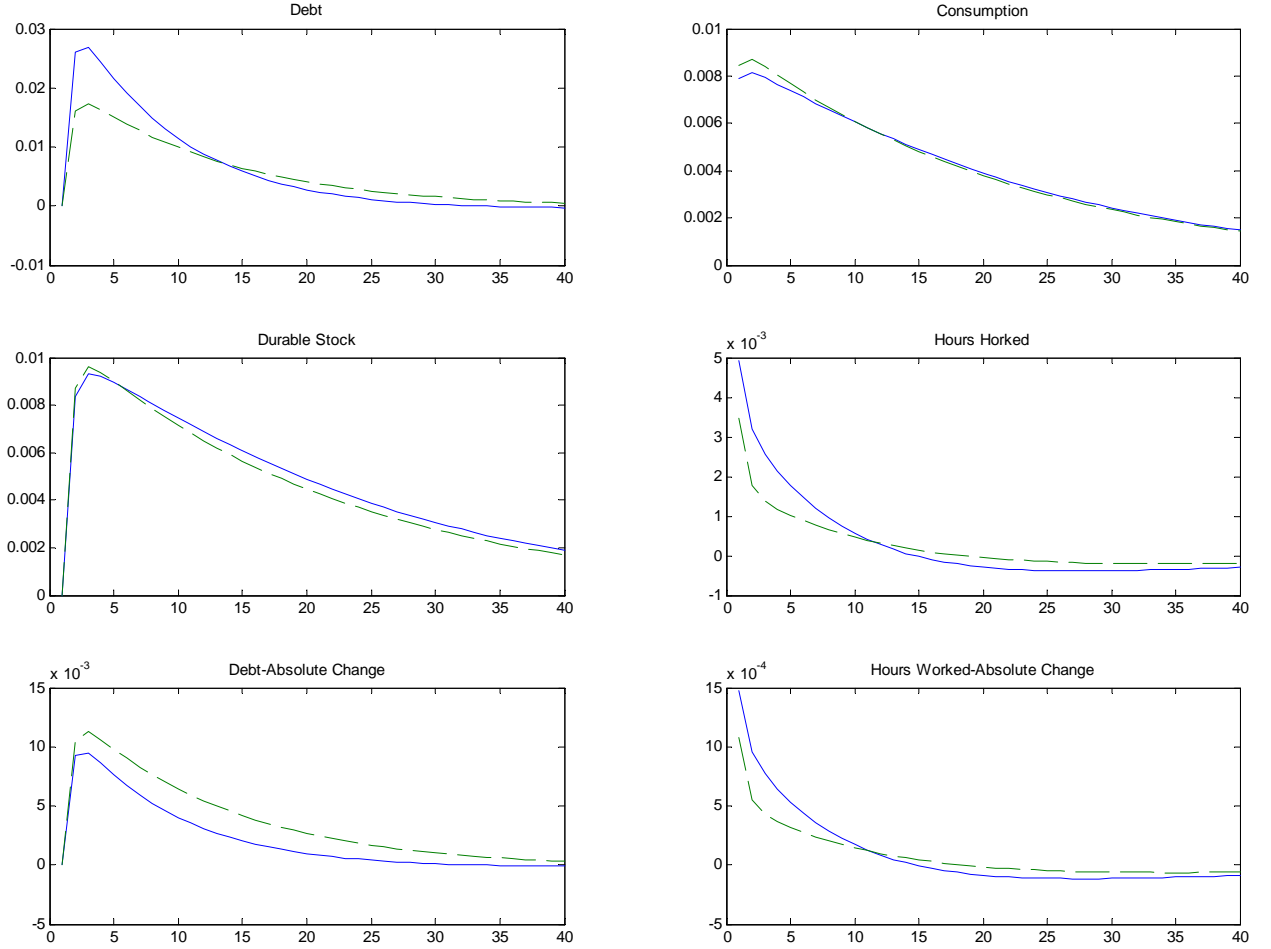 Debt
0.03
0.02
0.01
0
-0.01
0 5 10 15 20 25 30 35 40
Consumption
0.01
0.008
0.006
0.004
0.002
0
0 5 10 15 20 25 30 35 40
Durable Stock
0.01
0.008
0.006
0.004
0.002
0
0 5 10 15 20 25 30 35 40
Hours Horked
x 10-3
5
4
3
2
1
0
-1
0 5 10 15 20 25 30 35 40
Debt-Absolute Change
x 10-3
15
10
5
0
-5
0 5 10 15 20 25 30 35 40
Hours Worked-Absolute Change
x 10-4
15
10
5
0
-5
0 5 10 15 20 25 30 35 40